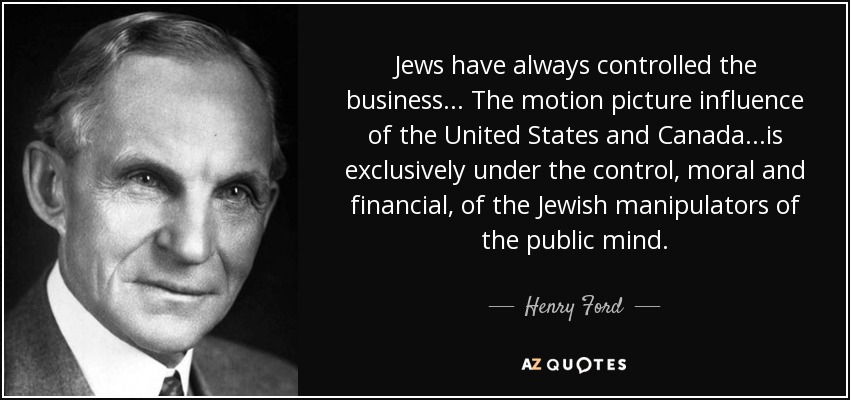 Jews have always controlled the
business... The motion picture influence
of the United States and Canada...is
exclusively under the control, moral and
financial, of the Jewish manipulators of
the public mind.
Henry Ford
AZ QUOTES